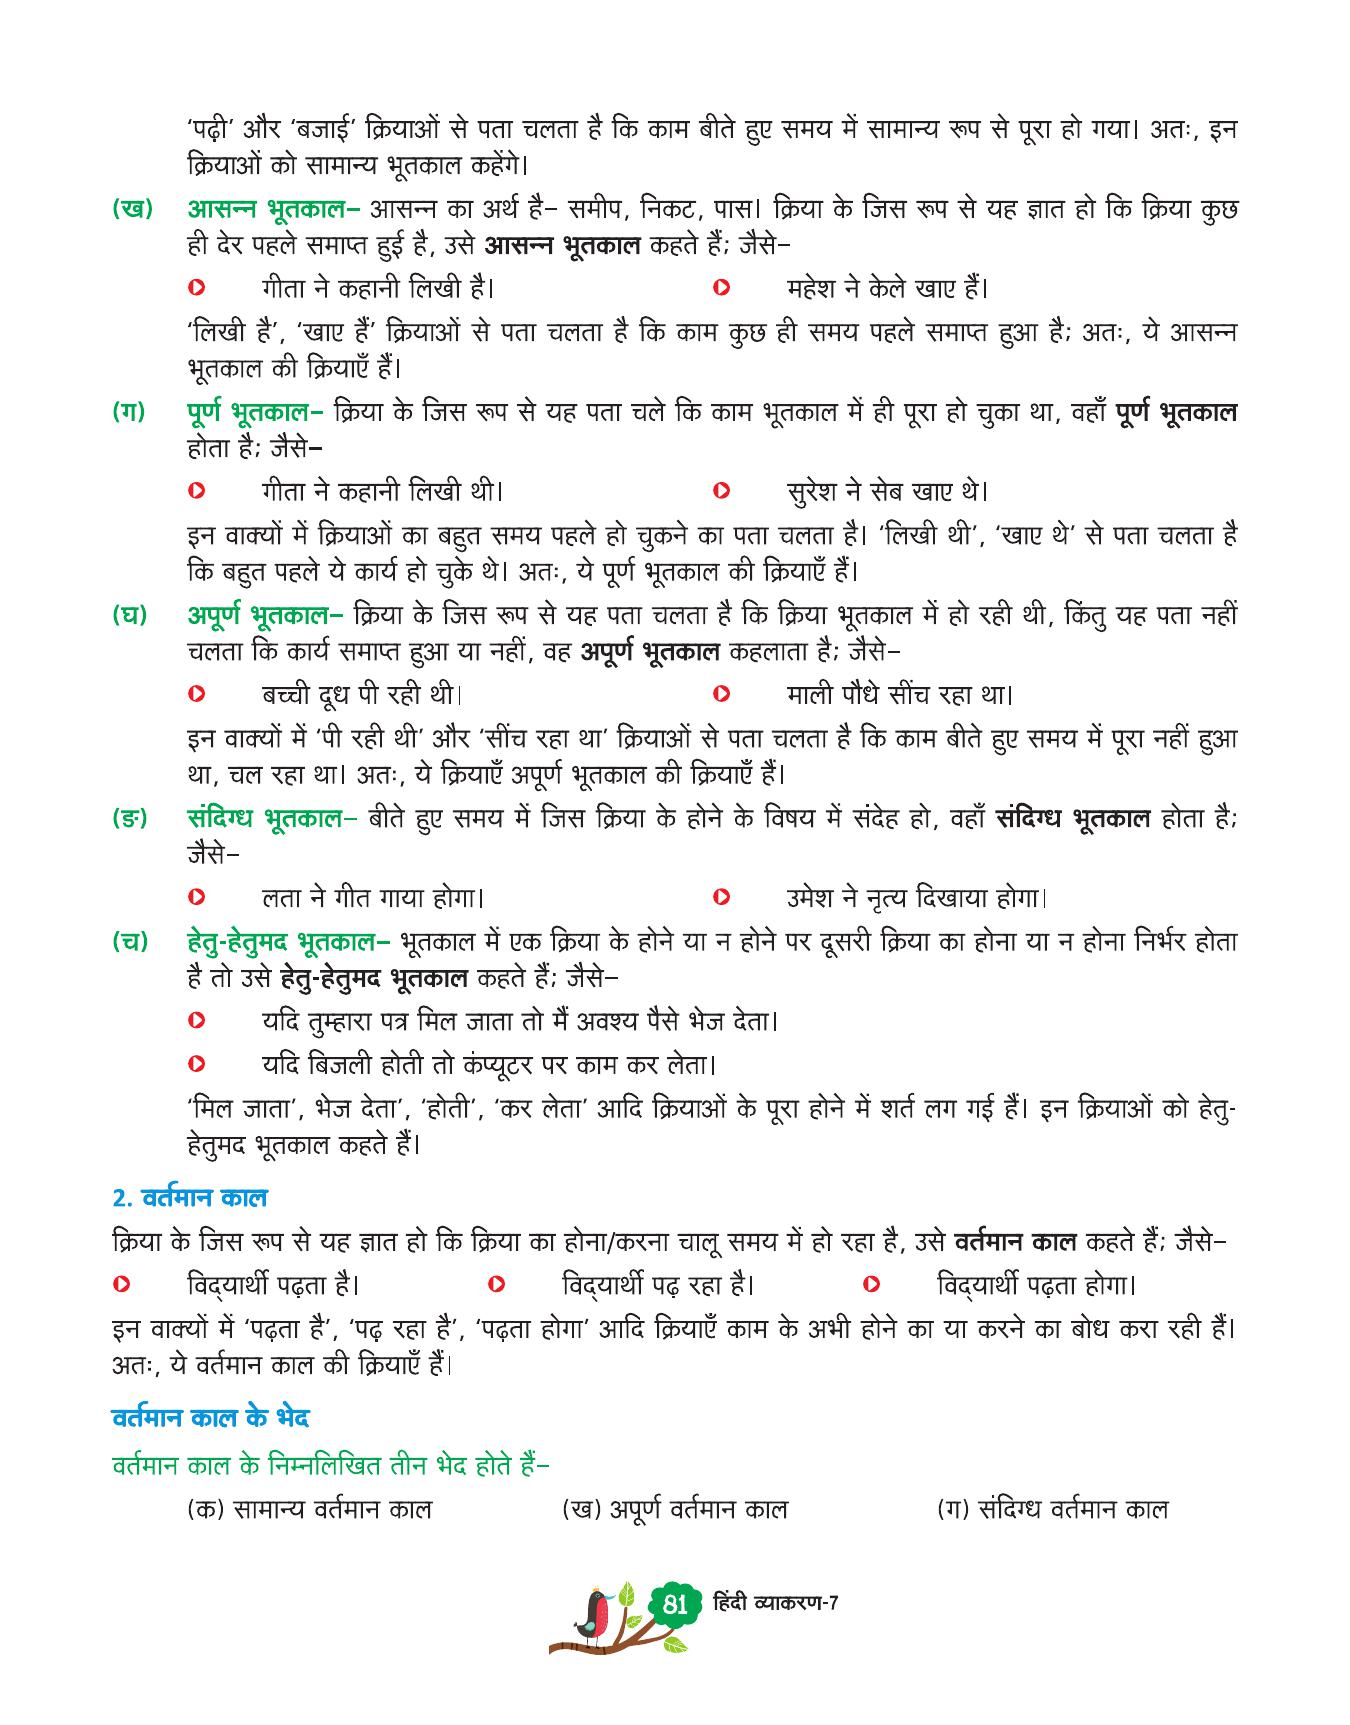 ‘पढ़ी’ और ‘बजाई’ क्रियाओं से पता चलता है कि काम बीते हुए समय में सामान्य रूप से पूरा हो गया। अतः, इन
क्रियाओं को सामान्य भूतकाल कहेंगे।
(ख) आसन्न भूतकाल– आसन्न का अर्थ है– समीप, निकट, पास। क्रिया के जिस रूप से यह ज्ञात हो कि क्रिया कुछ
ही देर पहले समाप्त हुई है, उसे आसन्न भूतकाल कहते हैं; जैसे–
गीता ने कहानी लिखी है। महेश ने केले खाए हैं।
‘लिखी है’, ‘खाए हैं’ क्रियाओं से पता चलता है कि काम कुछ ही समय पहले समाप्त हुआ है; अतः, ये आसन्न
भूतकाल की क्रियाएँ हैं।
(ग) पूर्ण भूतकाल– क्रिया के जिस रूप से यह पता चले कि काम भूतकाल में ही पूरा हो चुका था, वहाँ पूर्ण भूतकाल
होता है; जैसे–
गीता ने कहानी लिखी थी। सुरेश ने सेब खाए थे।
इन वाक्यों में क्रियाओं का बहुत समय पहले हो चुकने का पता चलता है। ‘लिखी थी’, ‘खाए थे’ से पता चलता है
कि बहुत पहले ये कार्य हो चुके थे। अतः, ये पूर्ण भूतकाल की क्रियाएँ हैं।
(घ) अपूर्ण भूतकाल– क्रिया के जिस रूप से यह पता चलता है कि क्रिया भूतकाल में हो रही थी, किंतु यह पता नहीं
चलता कि कार्य समाप्त हुआ या नहीं, वह अपूर्ण भूतकाल कहलाता है; जैसे–
बच्ची दूध पी रही थी। माली पौधे सींच रहा था।
इन वाक्यों में ‘पी रही थी’ और ‘सींच रहा था’ क्रियाओं से पता चलता है कि काम बीते हुए समय में पूरा नहीं हुआ
था, चल रहा था। अतः, ये क्रियाएँ अपूर्ण भूतकाल की क्रियाएँ हैं।
(ङ) संदिग्ध भूतकाल– बीते हुए समय में जिस क्रिया के होने के विषय में संदेह हो, वहाँ संदिग्ध भूतकाल होता है;
जैसे–
लता ने गीत गाया होगा। उमेश ने नृत्य दिखाया होगा।
(च) हेतु-हेतुमद भूतकाल– भूतकाल में एक क्रिया के होने या न होने पर दूसरी क्रिया का होना या न होना निर्भर होता
है तो उसे हेतु-हेतुमद भूतकाल कहते हैं; जैसे–
यदि तुम्हारा पत्र मिल जाता तो मैं अवश्य पैसे भेज देता।
यदि बिजली होती तो कंप्यूटर पर काम कर लेता।
‘मिल जाता’, भेज देता’, ‘होती’, ‘कर लेता’ आदि क्रियाओं के पूरा होने में शर्त लग गई हैं। इन क्रियाओं को हेतु-
हेतुमद भूतकाल कहते हैं।
2. वर्तमान काल
क्रिया के जिस रूप से यह ज्ञात हो कि क्रिया का होना/करना चालू समय में हो रहा है, उसे वर्तमान काल कहते हैं; जैसे–
विद्‌यार्थी पढ़ता है। विद्‌यार्थी पढ़ रहा है। विद्‌यार्थी पढ़ता होगा।
इन वाक्यों में ‘पढ़ता है’, ‘पढ़ रहा है’, ‘पढ़ता होगा’ आदि क्रियाएँ काम के अभी होने का या करने का बोध करा रही हैं।
अतः, ये वर्तमान काल की क्रियाएँ हैं।
वर्तमान काल के भेद
वर्तमान काल के निम्नलिखित तीन भेद होते हैं–
(क) सामान्य वर्तमान काल (ख) अपूर्ण वर्तमान काल (ग) संदिग्ध वर्तमान काल
81 हिंदी व्याकरण-7